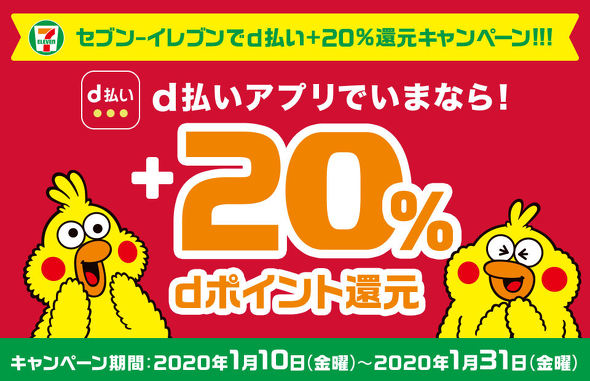 7
ELEVEn
セブン-イレブンでd払い+20%還元キャンペーン!!!
d払い
d払いアプリでいまなら!
+20%
dポイント還元
キャンペーン期間:2020年1月10日(金曜)～2020年1月31日(金曜)